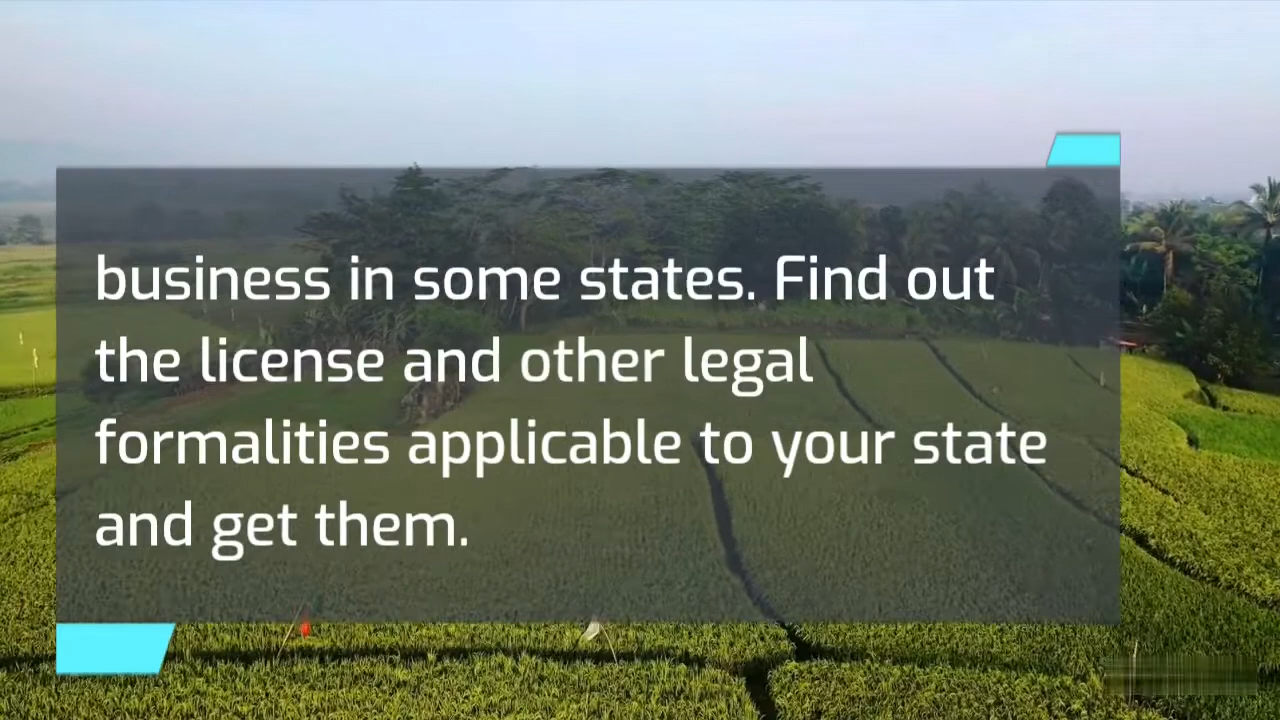 business in some states. Find out
the license and other legal
formalities applicable to your state
and get them.